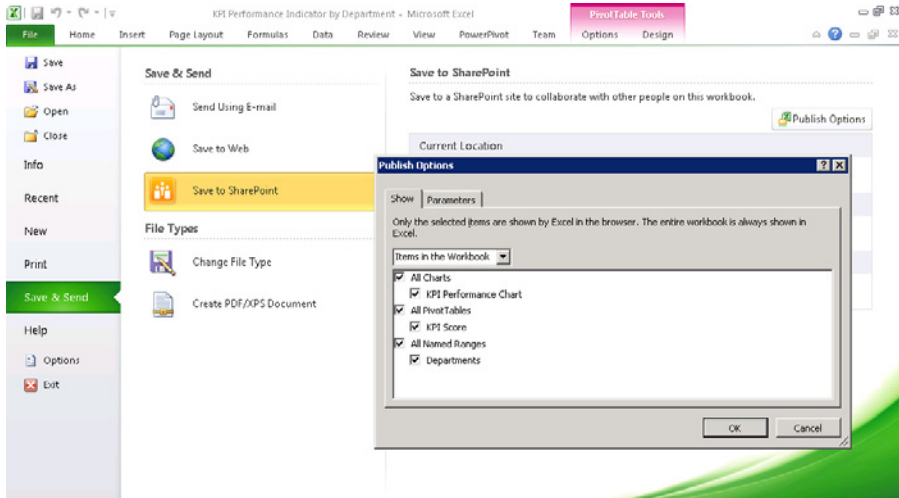 KPI Performance Indicator by Department - Microsoft Excel
PivotTable Tools
File Home Insert Page Layout Formulas Data Review View PowerPivot Team Options Design
Save
Save As
Open
Close
Info
Recent
New
Print
Save & Send
Help
Options
Exit
Save & Send
Send Using E-mail
Save to Web
Save to SharePoint
File Types
Change File Type
Create PDF/XPS Document
Save to SharePoint
Save to a SharePoint site to collaborate with other people on this workbook.
Publish Options
Current Location
Publish Options
Show Parameters
Only the selected items are shown by Excel in the browser. The entire workbook is always shown in
Excel.
Items in the Workbook
All Charts
KPI Performance Chart
All PivotTables
KPI Score
All Named Ranges
Departments
OK Cancel